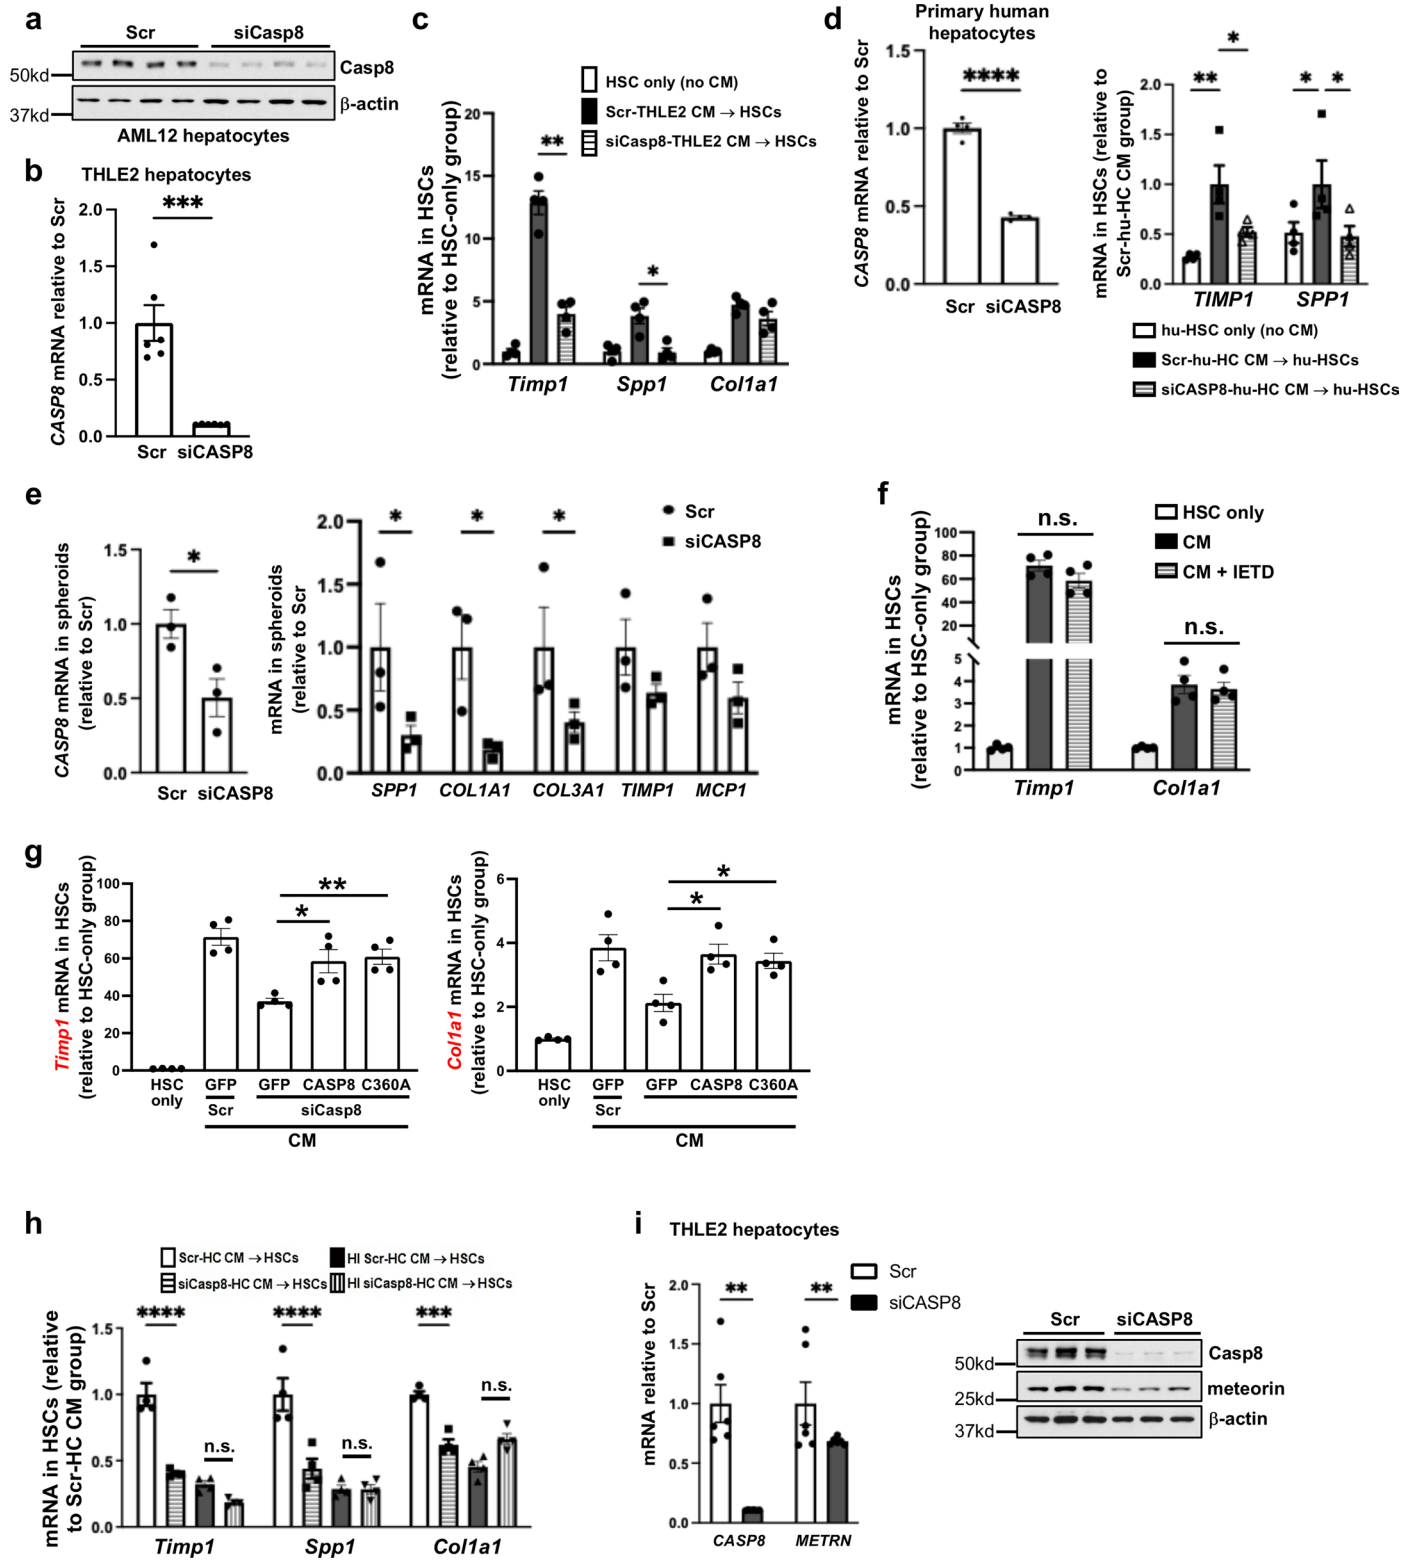 a
Scr
siCasp8
50kd
Casp8
37kd
β-actin
AML12 hepatocytes
b
THLE2 hepatocytes
***
CASP8 mRNA relative to Scr
2.0
1.5
1.0
0.5
0.0
Scr
siCASP8
c
HSC only (no CM)
Scr-THLE2 CM → HSCs
siCasp8-THLE2 CM → HSCs
mRNA in HSCs
(relative to HSC-only group)
20
15
10
5
0
**
*
Timp1
Spp1
Col1a1
d
Primary human
hepatocytes
CASP8 mRNA relative to Scr
1.5
1.0
0.5
0.0
****
Scr
siCASP8
mRNA in HSCs (relative to
Scr-hu-HC CM group)
2.0
1.5
1.0
0.5
0.0
**
*
*
*
TIMP1
SPP1
hu-HSC only (no CM)
Scr-hu-HC CM → hu-HSCs
siCASP8-hu-HC CM → hu-HSCs
e
CASP8 mRNA in spheroids
(relative to Scr)
1.5
1.0
0.5
0.0
*
Scr
siCASP8
mRNA in spheroids
relative to Scr
2.0
1.5
1.0
0.5
0.0
*
*
*
Scr
siCASP8
SPP1
COL1A1
COL3A1
TIMP1
MCP1
f
HSC only
CM
CM + IETD
mRNA in HSCs
(relative to HSC-only group)
100
80
60
40
20
5
4
3
2
1
0
n.s.
n.s.
Timp1
Col1a1
g
Timp1 mRNA in HSCs
(relative to HSC-only group)
100
80
60
40
20
0
**
*
HSC
only
GFP
GFP
CASP8
C360A
Scr
siCasp8
CM
Col1a1 mRNA in HSCs
(relative to HSC-only group)
6
4
2
0
*
*
HSC
only
GFP
GFP
CASP8
C360A
Scr
CM
h
Scr-HC CM → HSCs
HI Scr-HC CM → HSCs
siCasp8-HC CM → HSCs
HI siCasp8-HC CM → HSCs
mRNA in HSCs (relative
to Scr-HC CM group)
1.5
1.0
0.5
0.0
****
****
***
n.s.
n.s.
n.s.
Timp1
Spp1
Col1a1
i
THLE2 hepatocytes
Scr
siCASP8
mRNA relative to Scr
2.0
1.5
1.0
0.5
0.0
**
**
CASP8
METRN
Scr
siCASP8
50kd
Casp8
25kd
meteorin
37kd
β-actin